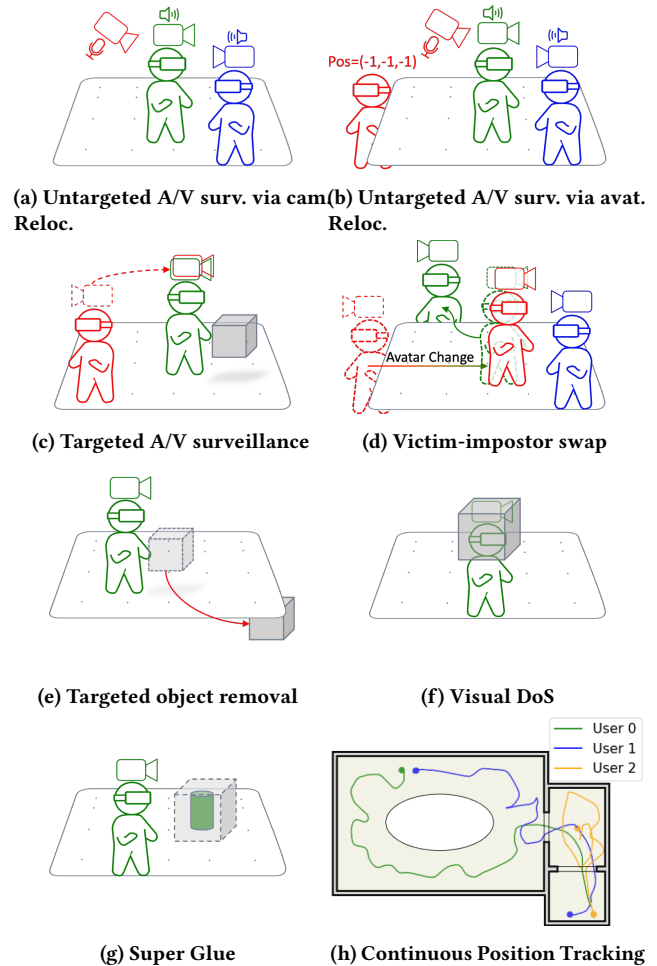 Pos=(-1,-1,-1)
(a) Untargeted A/V surv. via cam.
Reloc.
(b) Untargeted A/V surv. via avat.
Reloc.
Avatar Change
(c) Targeted A/V surveillance
(d) Victim-impostor swap
(e) Targeted object removal
(f) Visual DoS
User 0
User 1
User 2
(g) Super Glue
(h) Continuous Position Tracking